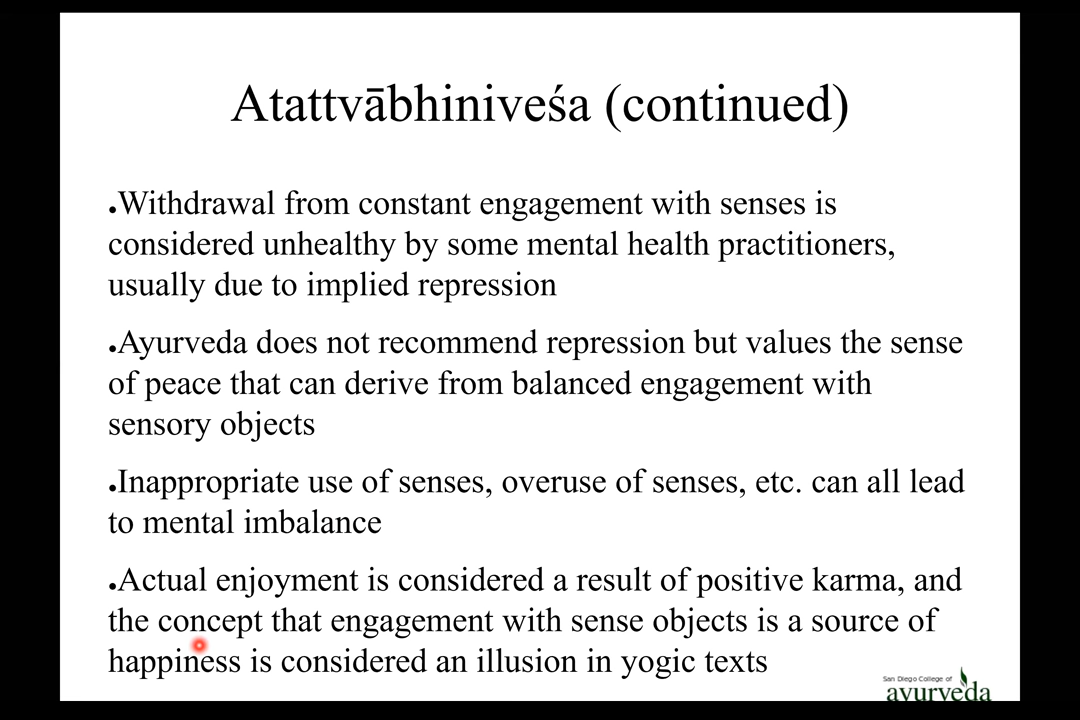 Atattvābhiniveśa (continued)
●Withdrawal from constant engagement with senses is
considered unhealthy by some mental health practitioners,
usually due to implied repression
●Ayurveda does not recommend repression but values the sense
of peace that can derive from balanced engagement with
sensory objects
●Inappropriate use of senses, overuse of senses, etc. can all lead
to mental imbalance
●Actual enjoyment is considered a result of positive karma, and
the concept that engagement with sense objects is a source of
happiness is considered an illusion in yogic texts
San Diego College of
ayurveda